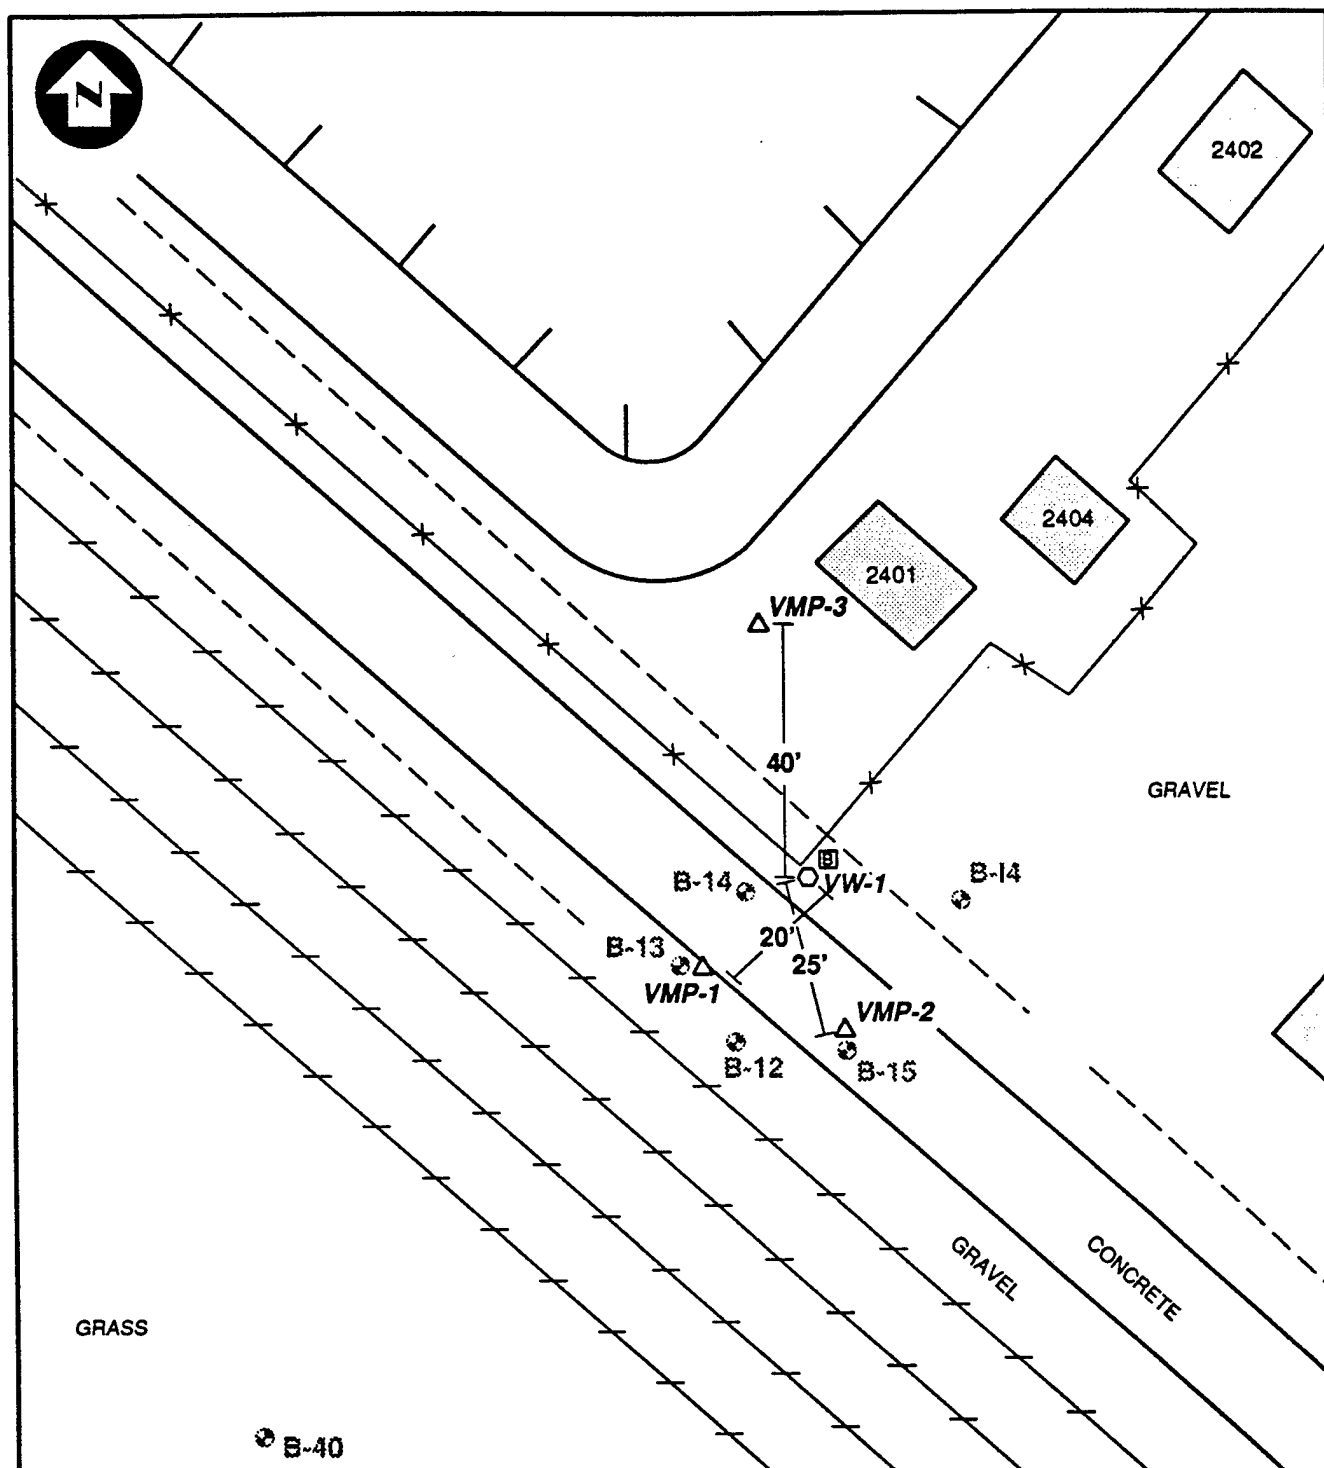 N
2402
2404
2401
VMP-3
40'
GRAVEL
B
B-14
VW-1
B-14
20'
B-13
25'
VMP-1
VMP-2
B-12
B-15
GRAVEL
CONCRETE
GRASS
B-40